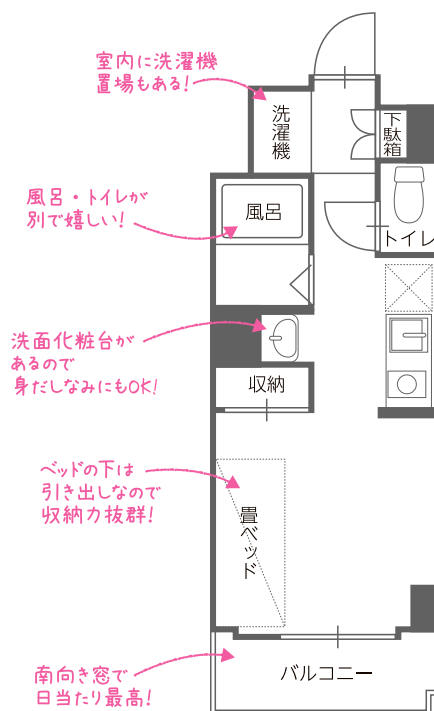 室内に洗濯機
置場もある!
洗濯機
下駄箱
風呂・トイレが
別で嬉しい!
風呂
トイレ
洗面化粧台が
あるので
身だしなみにもOK!
収納
ベッドの下は
引き出しなので
収納力抜群!
畳ベッド
南向き窓で
日当たり最高!
バルコニー